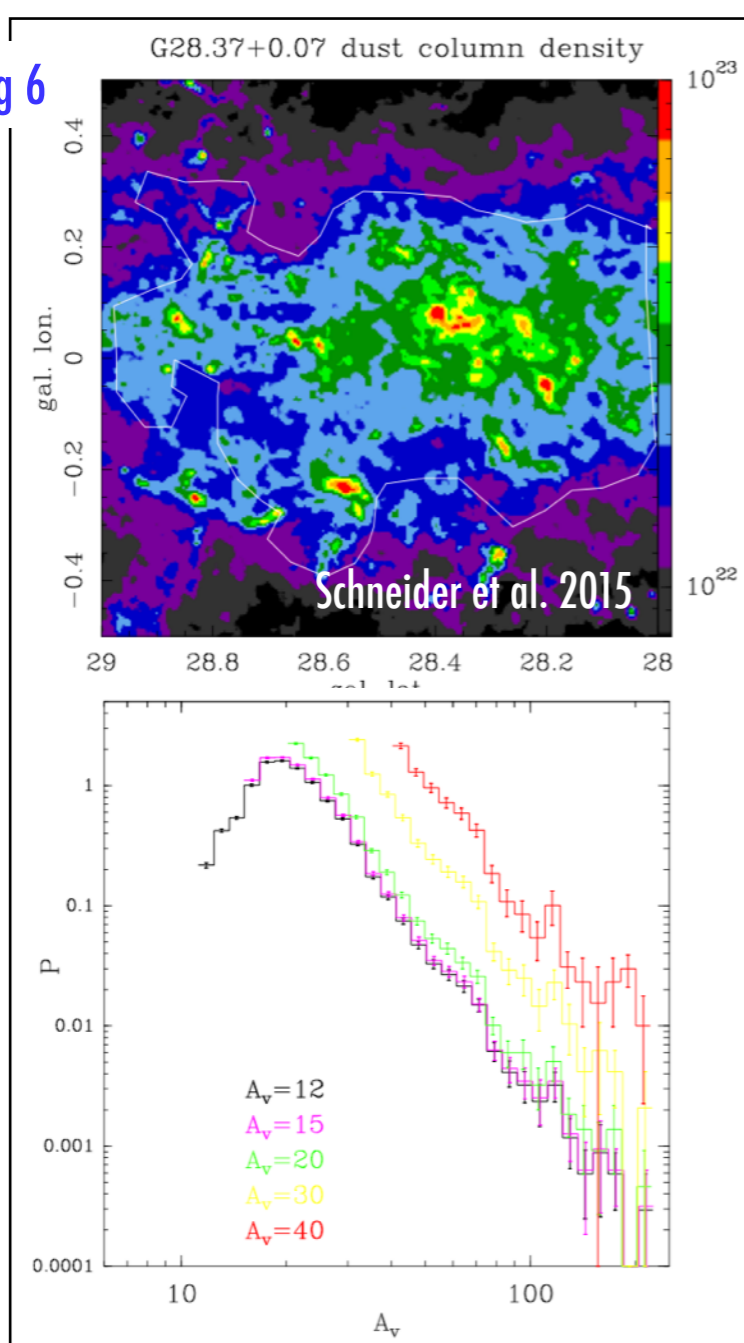 G28.37+0.07 dust column density
g 6
10^23
0.4
0.2
0
−0.2
−0.4
gal. lon.
10^22
Schneider et al. 2015
29 28.8 28.6 28.4 28.2 28
gal. lat
1
0.1
0.01
0.001
0.0001
P
A_v=12
A_v=15
A_v=20
A_v=30
A_v=40
10 100
A_v